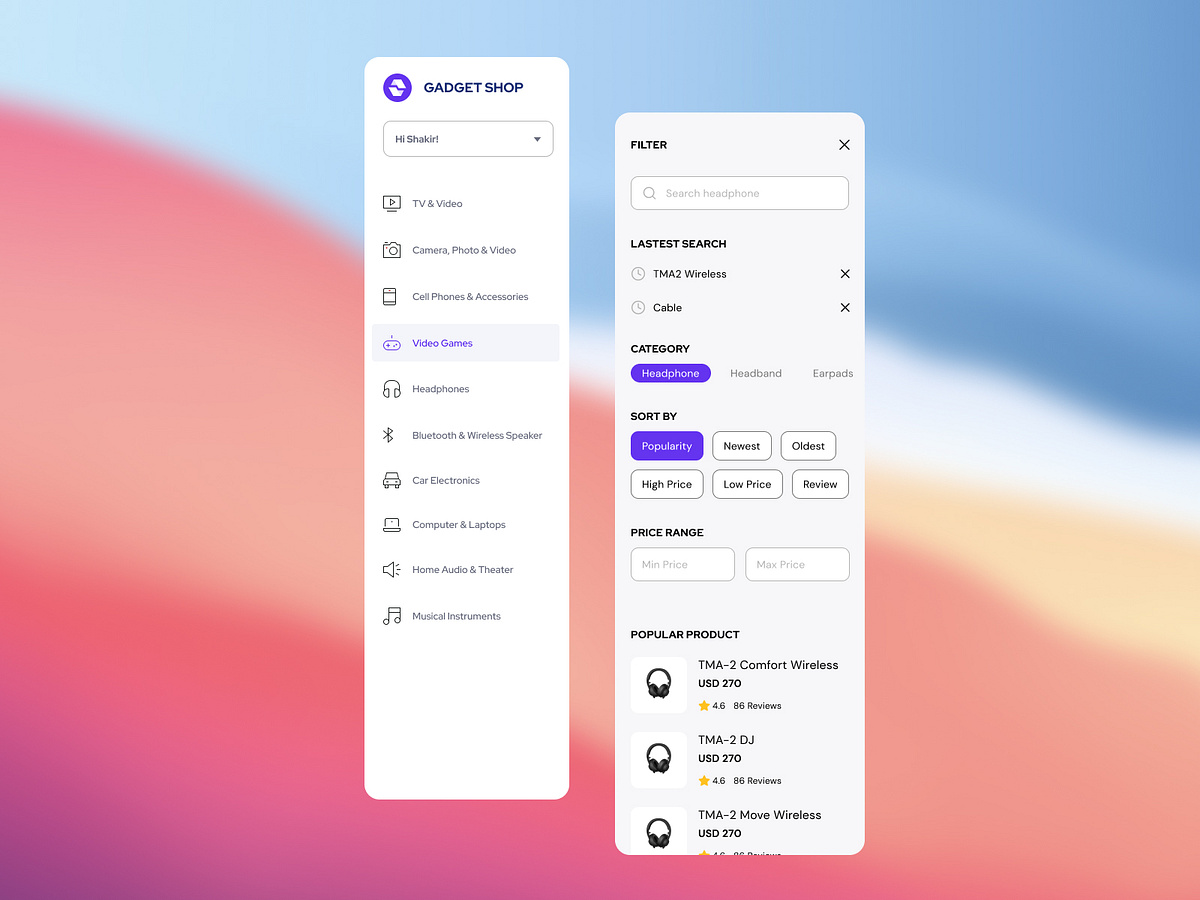 GADGET SHOP
Hi Shakir!
TV & Video
Camera, Photo & Video
Cell Phones & Accessories
Video Games
Headphones
Bluetooth & Wireless Speaker
Car Electronics
Computer & Laptops
Home Audio & Theater
Musical Instruments
FILTER
Search headphone
LASTEST SEARCH
TMA2 Wireless
Cable
CATEGORY
Headphone Headband Earpads
SORT BY
Popularity Newest Oldest
High Price Low Price Review
PRICE RANGE
Min Price Max Price
POPULAR PRODUCT
TMA-2 Comfort Wireless
USD 270
4.6 86 Reviews
TMA-2 DJ
USD 270
4.6 86 Reviews
TMA-2 Move Wireless
USD 270
4.6 86 Reviews